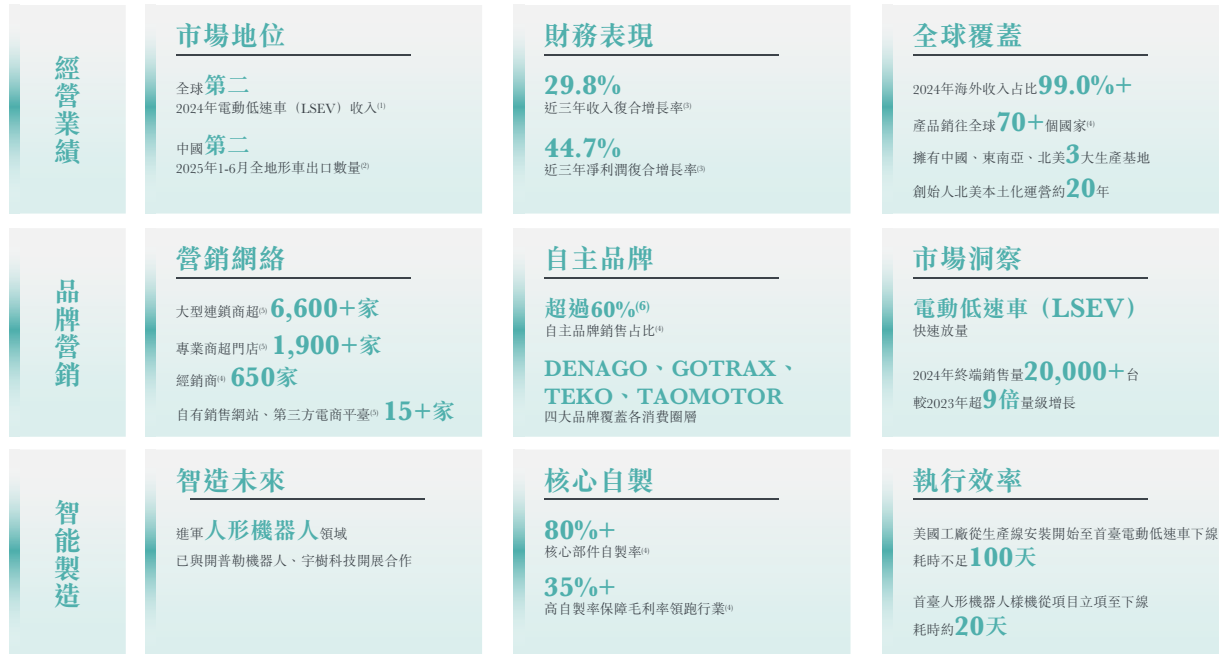 經營業績
市場地位
全球第二
2024年電動低速車（LSEV）收入(1)
中國第二
2025年1-6月全地形車出口數量(2)
財務表現
29.8%
近三年收入復合增長率(3)
44.7%
近三年凈利潤復合增長率(3)
全球覆蓋
2024年海外收入占比99.0%+
產品銷往全球70+個國家(4)
擁有中國、東南亞、北美3大生產基地
創始人北美本土化運營約20年
品牌營銷
營銷網絡
大型連鎖商超(5) 6,600+家
專業商超門店(5) 1,900+家
經銷商(4) 650家
自有銷售網站、第三方電商平臺(5) 15+家
自主品牌
超過60%(6)
自主品牌銷售占比(4)
DENAGO、GOTRAX、
TEKO、TAOMOTOR
四大品牌覆蓋各消費圈層
市場洞察
電動低速車（LSEV）
快速放量
2024年終端銷售量20,000+台
較2023年超9倍量級增長
智能製造
智造未來
進軍人形機器人領域
已與開普勒機器人、宇樹科技開展合作
核心自製
80%+
核心部件自製率(4)
35%+
高自製率保障毛利率領跑行業(4)
執行效率
美國工廠從生產線安裝開始至首臺電動低速車下線
耗時不足100天
首臺人形機器人樣機從項目立項至下線
耗時約20天